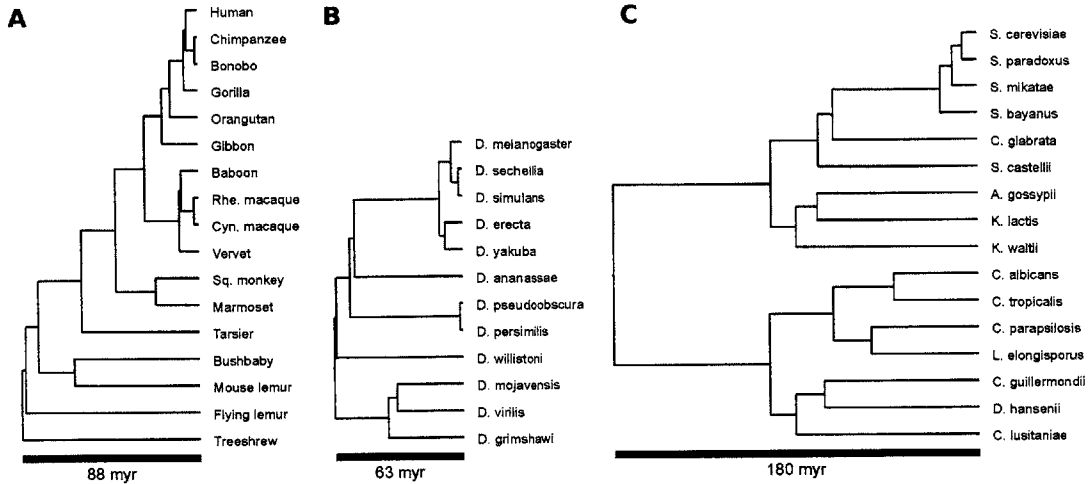 A
Human
Chimpanzee
Bonobo
Gorilla
Orangutan
Gibbon
Baboon
Rhe. macaque
Cyn. macaque
Vervet
Sq. monkey
Marmoset
Tarsier
Bushbaby
Mouse lemur
Flying lemur
Treeshrew
88 myr
B
D. melanogaster
D. sechellia
D. simulans
D. erecta
D. yakuba
D. ananassae
D. pseudoobscura
D. persimilis
D. willistoni
D. mojavensis
D. virilis
D. grimshawi
63 myr
C
S. cerevisiae
S. paradoxus
S. mikatae
S. bayanus
C. glabrata
S. castellii
A. gossypii
K. lactis
K. waltii
C. albicans
C. tropicalis
C. parapsilosis
L. elongisporus
C. guillermondii
D. hansenii
C. lusitaniae
180 myr